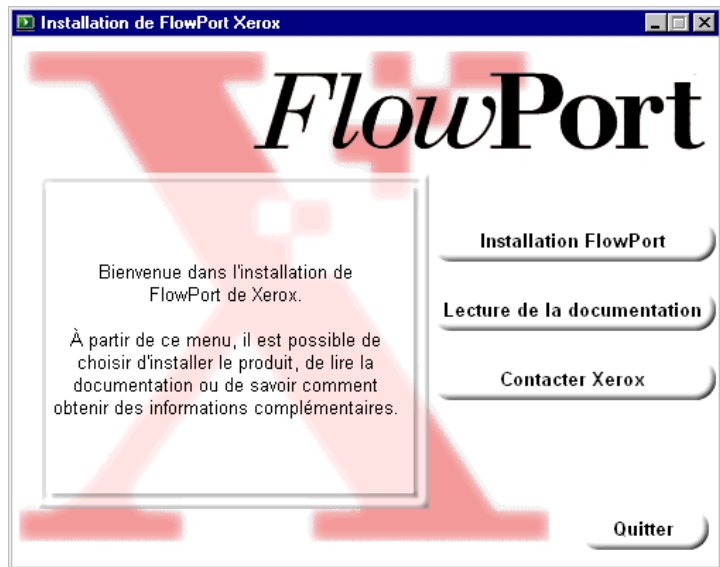 Installation de FlowPort Xerox
FlowPort
Bienvenue dans l'installation de
FlowPort de Xerox.
À partir de ce menu, il est possible de
choisir d'installer le produit, de lire la
documentation ou de savoir comment
obtenir des informations complémentaires.
Installation FlowPort
Lecture de la documentation
Contacter Xerox
Quitter